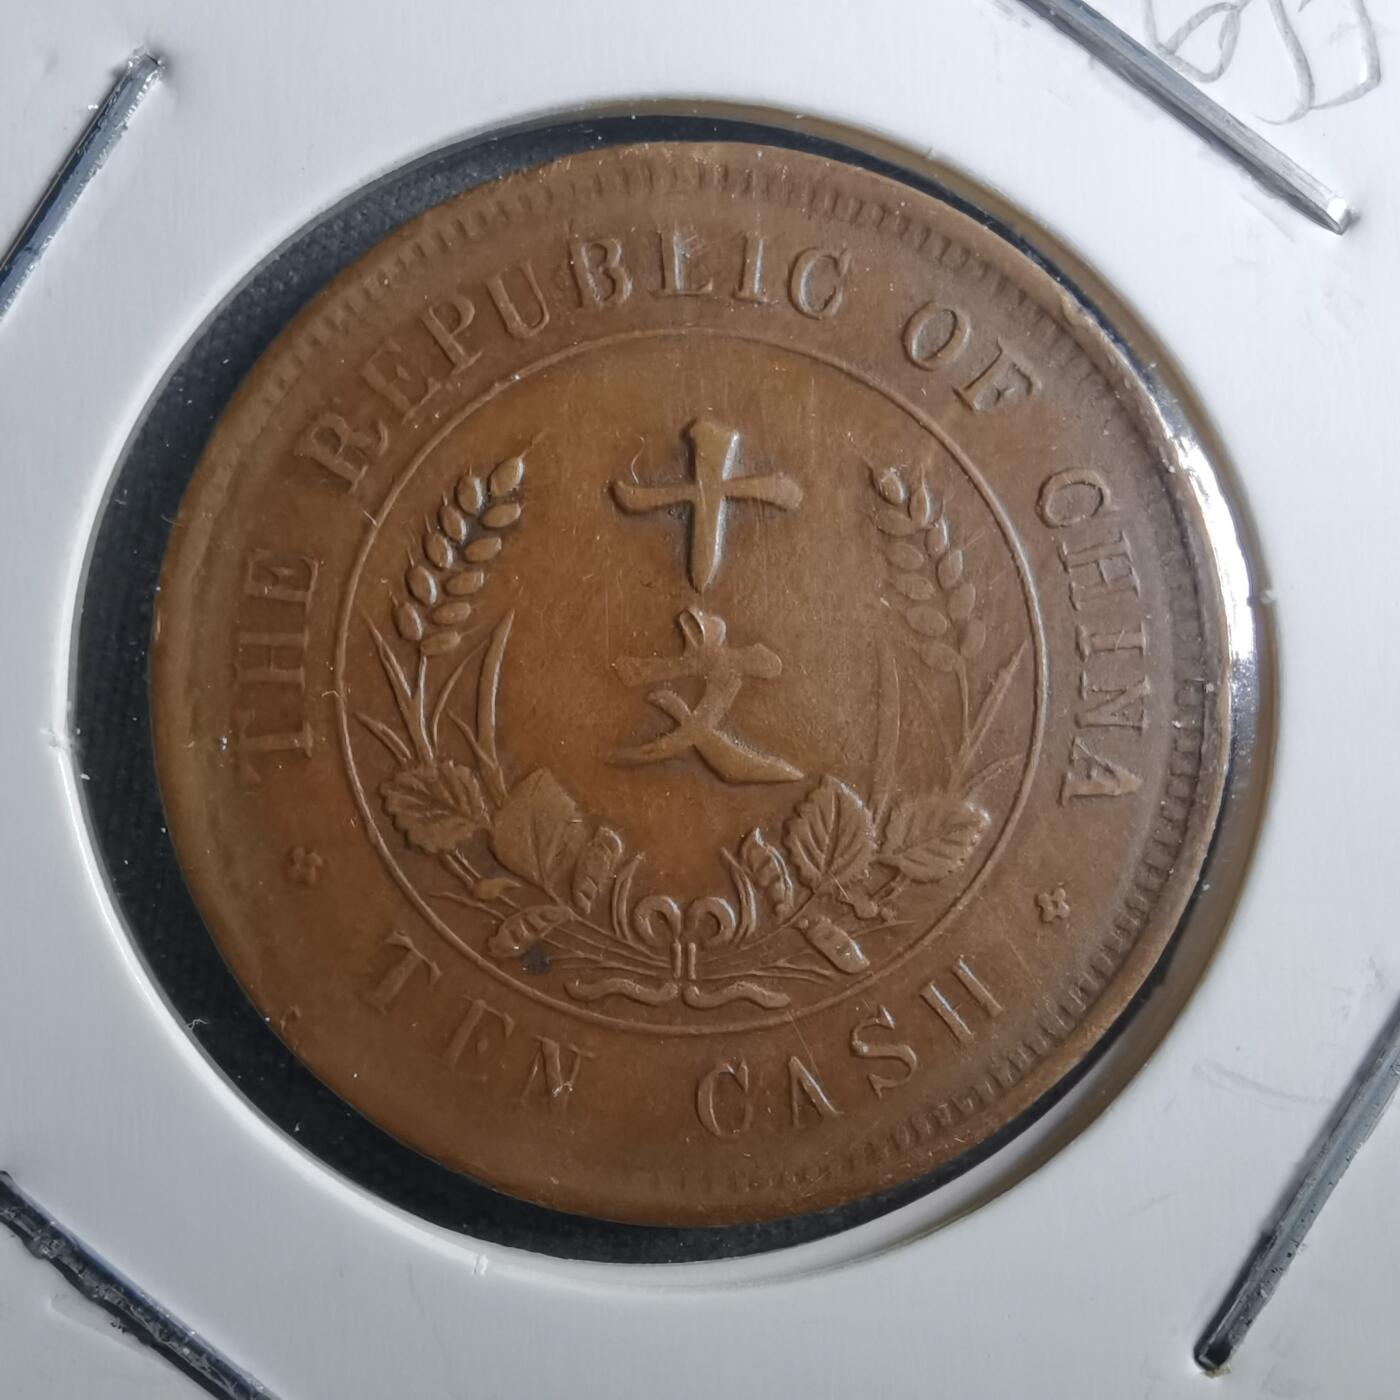 THE REPUBLIC OF CHINA
十
文
TEN CASH